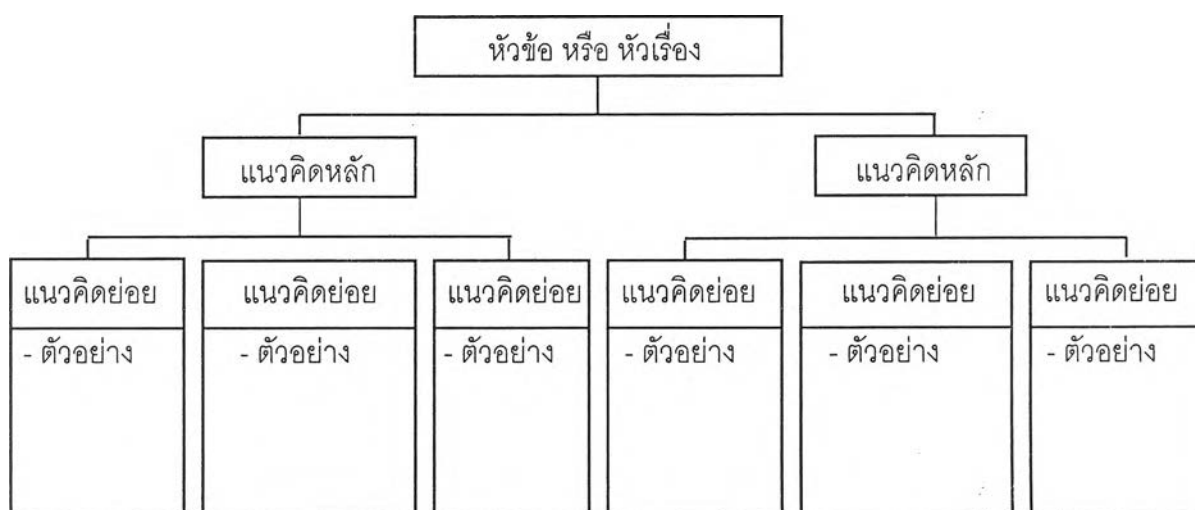 หัวข้อ หรือ หัวเรื่อง
แนวคิดหลัก
แนวคิดหลัก
แนวคิดย่อย
แนวคิดย่อย
แนวคิดย่อย
แนวคิดย่อย
แนวคิดย่อย
แนวคิดย่อย
- ตัวอย่าง
- ตัวอย่าง
- ตัวอย่าง
- ตัวอย่าง
- ตัวอย่าง
- ตัวอย่าง